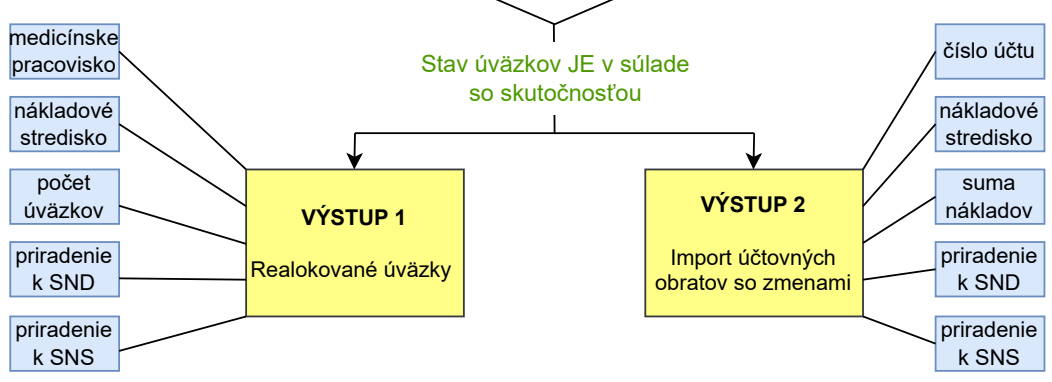 medicínske
pracovisko
nákladové
stredisko
počet
úväzkov
priradenie
k SND
priradenie
k SNS
Stav úväzkov JE v súlade
so skutočnosťou
VÝSTUP 1
Realokované úväzky
VÝSTUP 2
Import účtovných
obratov so zmenami
číslo účtu
nákladové
stredisko
suma
nákladov
priradenie
k SND
priradenie
k SNS